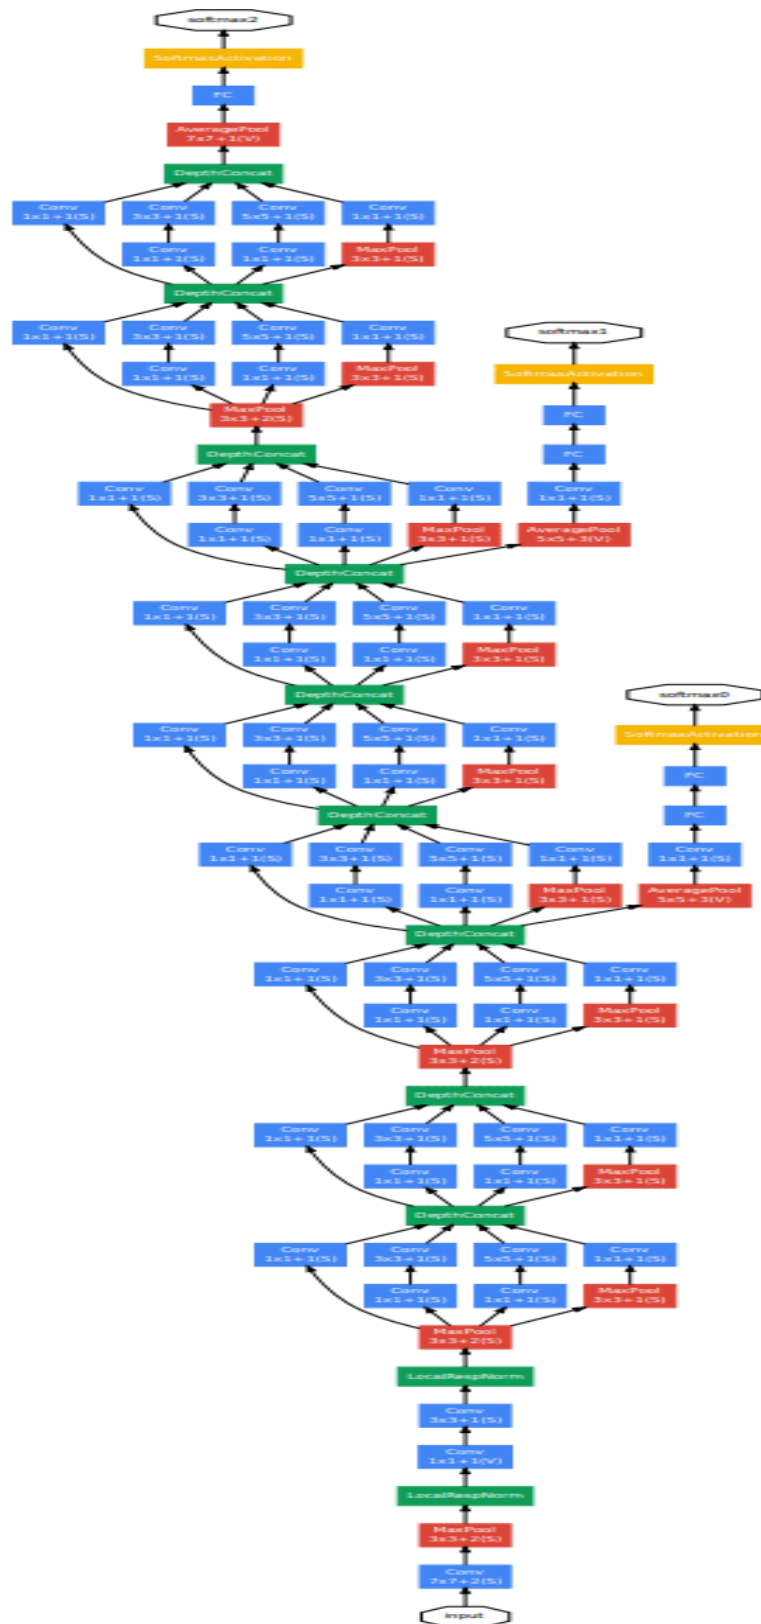 softmax2
SoftmaxActivation
FC
AveragePool
7x7+1(V)
DepthConcat
Conv Conv Conv Conv
1x1+1(S) 3x3+1(S) 5x5+1(S) 1x1+1(S)
Conv Conv MaxPool
1x1+1(S) 1x1+1(S) 3x3+1(S)
DepthConcat
Conv Conv Conv Conv
1x1+1(S) 3x3+1(S) 5x5+1(S) 1x1+1(S)
softmax1
Conv Conv MaxPool
1x1+1(S) 1x1+1(S) 3x3+1(S)
SoftmaxActivation
MaxPool
3x3+2(S)
FC
DepthConcat
FC
Conv Conv Conv Conv Conv
1x1+1(S) 3x3+1(S) 5x5+1(S) 1x1+1(S) 1x1+1(S)
Conv Conv MaxPool AveragePool
1x1+1(S) 1x1+1(S) 3x3+1(S) 5x5+3(V)
DepthConcat
Conv Conv Conv Conv
1x1+1(S) 3x3+1(S) 5x5+1(S) 1x1+1(S)
Conv Conv MaxPool
1x1+1(S) 1x1+1(S) 3x3+1(S)
DepthConcat
softmax0
Conv Conv Conv Conv
1x1+1(S) 3x3+1(S) 5x5+1(S) 1x1+1(S)
SoftmaxActivation
Conv Conv MaxPool
1x1+1(S) 1x1+1(S) 3x3+1(S)
FC
DepthConcat
FC
Conv Conv Conv Conv Conv
1x1+1(S) 3x3+1(S) 5x5+1(S) 1x1+1(S) 1x1+1(S)
Conv Conv MaxPool AveragePool
1x1+1(S) 1x1+1(S) 3x3+1(S) 5x5+3(V)
DepthConcat
Conv Conv Conv Conv
1x1+1(S) 3x3+1(S) 5x5+1(S) 1x1+1(S)
Conv Conv MaxPool
1x1+1(S) 1x1+1(S) 3x3+1(S)
MaxPool
3x3+2(S)
DepthConcat
Conv Conv Conv Conv
1x1+1(S) 3x3+1(S) 5x5+1(S) 1x1+1(S)
Conv Conv MaxPool
1x1+1(S) 1x1+1(S) 3x3+1(S)
DepthConcat
Conv Conv Conv Conv
1x1+1(S) 3x3+1(S) 5x5+1(S) 1x1+1(S)
Conv Conv MaxPool
1x1+1(S) 1x1+1(S) 3x3+1(S)
MaxPool
3x3+2(S)
LocalRespNorm
Conv
3x3+1(S)
Conv
1x1+1(V)
LocalRespNorm
MaxPool
3x3+2(S)
Conv
7x7+2(S)
input